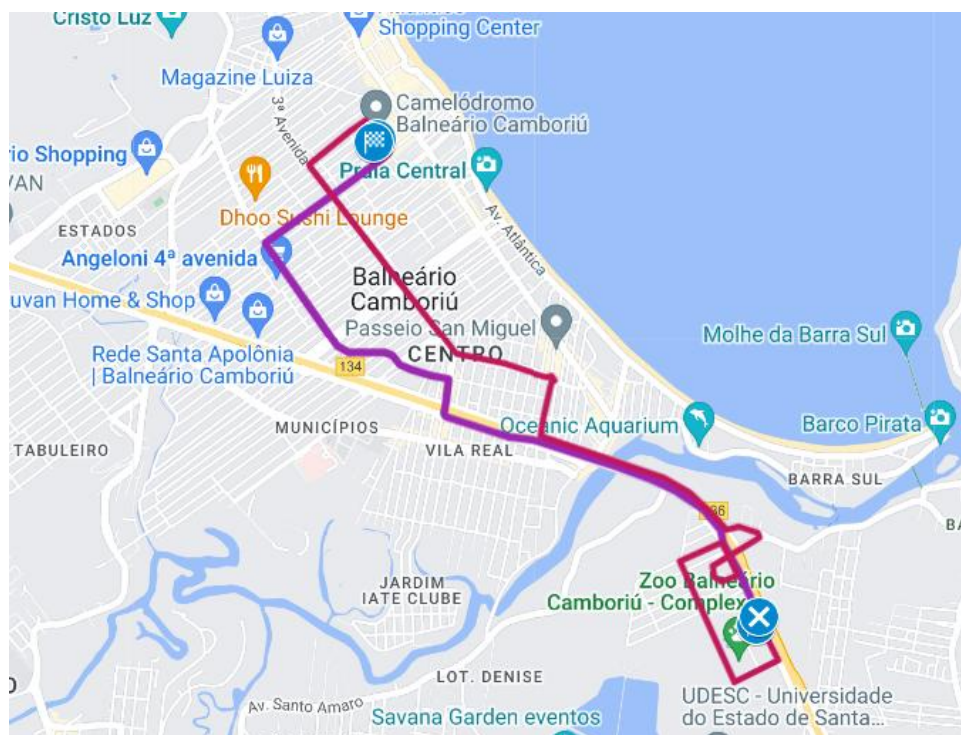 Cristo Luz
Shopping Center
Magazine Luiza
3ª Avenida
Camelódromo
Balneário Camboriú
rio Shopping
VAN
Praia Central
Dhoo Sushi Lounge
Av. Atlântica
ESTADOS
Angeloni 4ª avenida
Balneário
Camboriú
uvan Home & Shop
Passeio San Miguel
Molhe da Barra Sul
CENTRO
Rede Santa Apolônia
| Balneário Camboriú
134
MUNICÍPIOS
Oceanic Aquarium
Barco Pirata
TABULEIRO
VILA REAL
BARRA SUL
BA
JARDIM
IATE CLUBE
Zoo Balneário
Camboriú - Complex
LOT. DENISE
UDESC - Universidade
do Estado de Santa...
Av. Santo Amaro
Savana Garden eventos